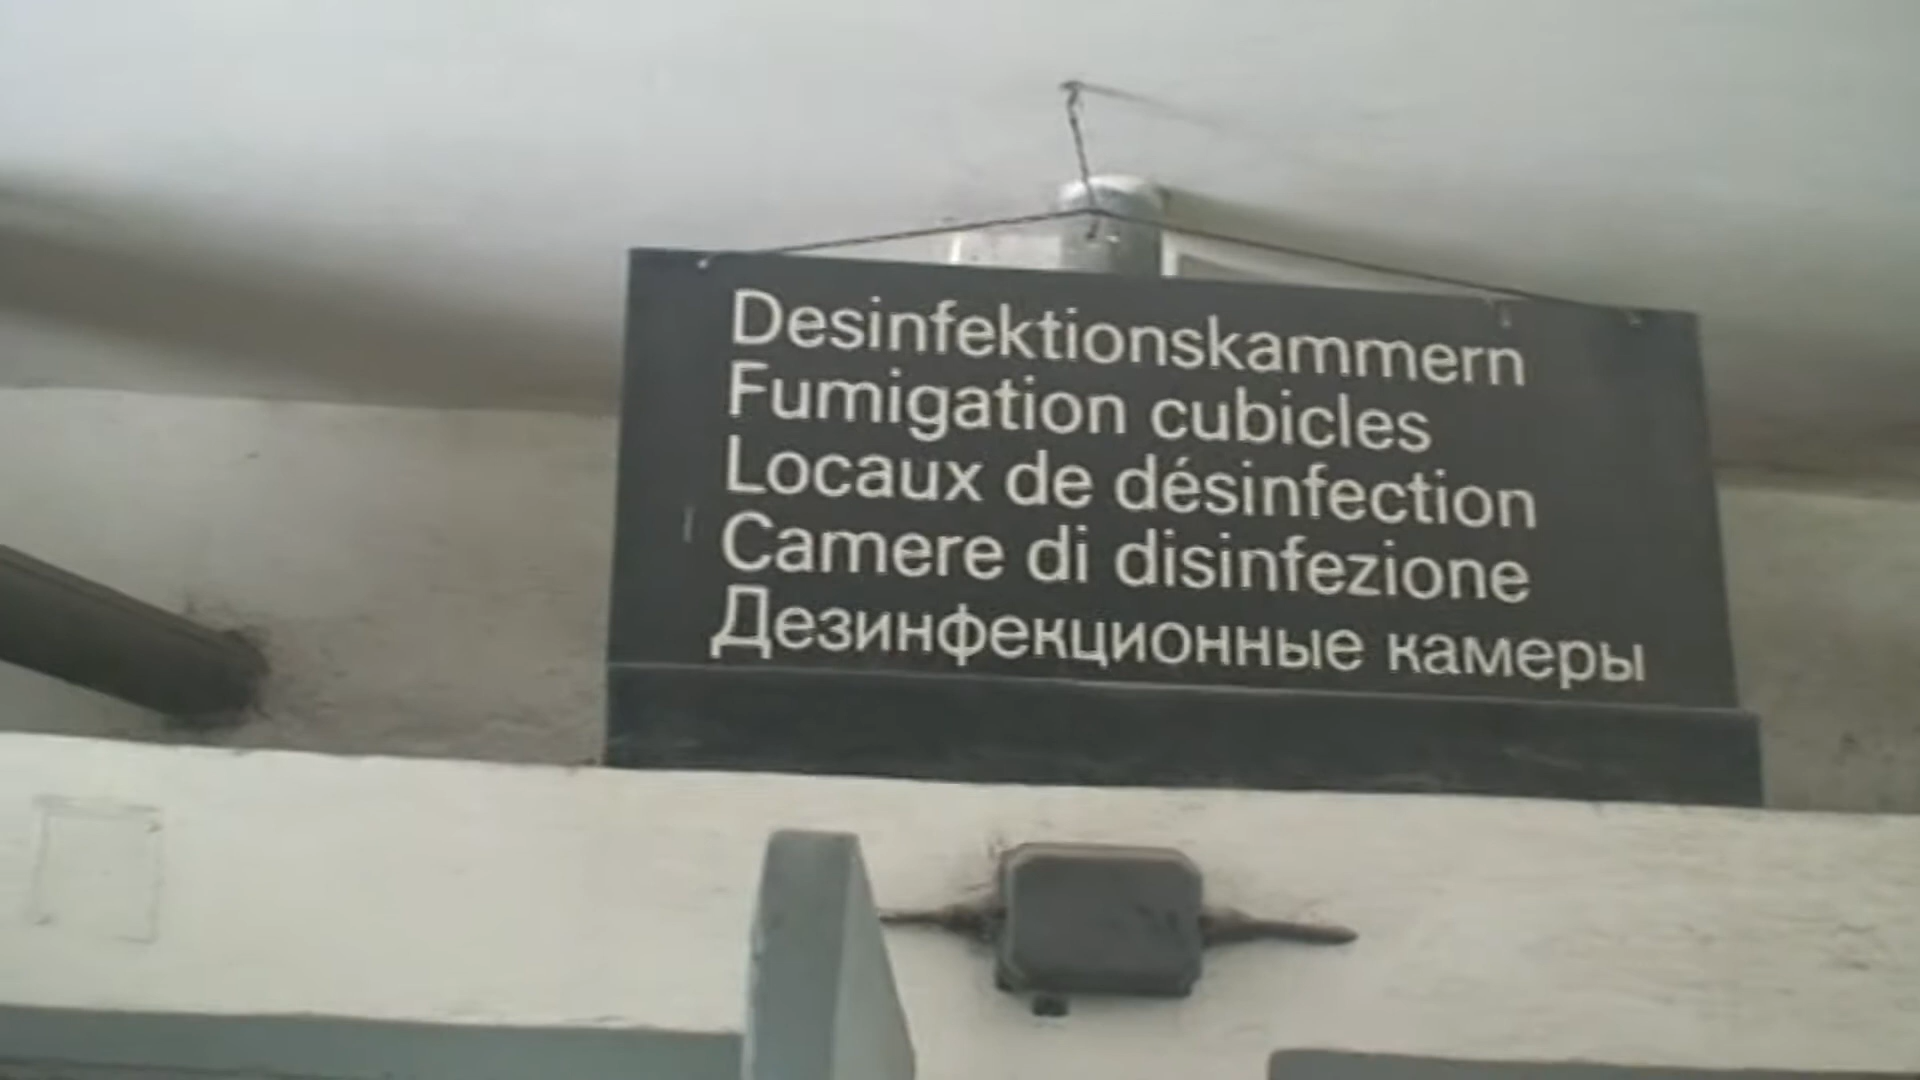 Desinfektionskammern
Fumigation cubicles
Locaux de désinfection
Camere di disinfezione
Дезинфекционные камеры